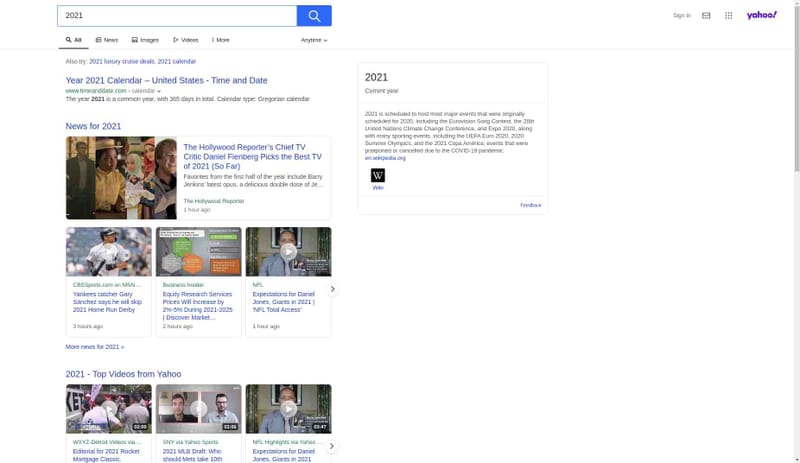 2021
Sign In
yahoo!
All
News
Images
Videos
More
Anytime
Also try: 2021 luxury cruise deals, 2021 calendar
Year 2021 Calendar – United States - Time and Date
www.timeanddate.com › calendar
The year 2021 is a common year, with 365 days in total. Calendar type: Gregorian calendar
News for 2021
The Hollywood Reporter's Chief TV
Critic Daniel Fienberg Picks the Best TV
of 2021 (So Far)
Favorites from the first half of the year include Barry
Jenkins' latest opus, a delicious double dose of Je...
The Hollywood Reporter
1 hour ago
CBSSports.com on MSN...
Yankees catcher Gary
Sánchez says he will skip
2021 Home Run Derby
3 hours ago
Business Insider
Equity Research Services
Prices Will Increase by
2%-5% During 2021-2025
| Discover Market...
2 hours ago
NFL
Expectations for Daniel
Jones, Giants in 2021 |
'NFL Total Access'
1 hour ago
More news for 2021 »
2021 - Top Videos from Yahoo
02:00
WXYZ-Detroit Videos via ...
Editorial for 2021 Rocket
Mortgage Classic.
03:06
SNY via Yahoo Sports
2021 MLB Draft: Who
should Mets take 10th
03:47
NFL Highlights via Yahoo ...
Expectations for Daniel
Jones, Giants in 2021
2021
Current year
2021 is scheduled to host most major events that were originally
scheduled for 2020, including the Eurovision Song Contest, the 26th
United Nations Climate Change Conference, and Expo 2020, along
with many sporting events, including the UEFA Euro 2020, 2020
Summer Olympics, and the 2021 Copa América; events that were
postponed or canceled due to the COVID-19 pandemic.
en.wikipedia.org
W
Wiki
Feedback